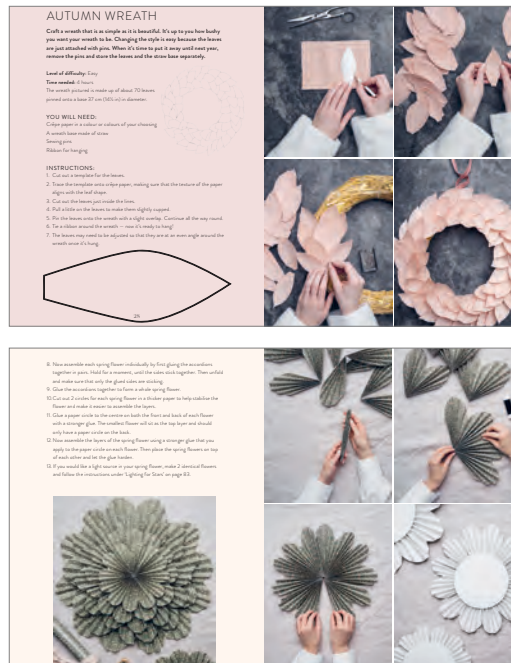 AUTUMN WREATH
Craft a wreath that is as simple as it is beautiful. It's up to you how bushy
you want your wreath to be. Changing the style is easy because the leaves
are just attached with pins. When it's time to put it away until next year,
remove the pins and store the leaves and the straw base separately.
Level of difficulty: Easy
Time needed: 4 hours
The wreath pictured is made up of about 70 leaves
pinned onto a base 37 cm (14½ in) in diameter.
YOU WILL NEED:
Crêpe paper in a colour or colours of your choosing
A wreath base made of straw
Sewing pins
Ribbon for hanging
INSTRUCTIONS:
1. Cut out a template for the leaves.
2. Trace the template onto crêpe paper, making sure that the texture of the paper
aligns with the leaf shape.
3. Cut out the leaves just inside the lines.
4. Pull a little on the leaves to make them slightly cupped.
5. Pin the leaves onto the wreath with a slight overlap. Continue all the way round.
6. Tie a ribbon around the wreath — now it's ready to hang!
7. The leaves may need to be adjusted so that they are at an even angle around the
wreath once it's hung.
8. Now assemble each spring flower individually by first gluing the accordions
together in pairs. Hold for a moment, until the sides stick together. Then unfold
and make sure that only the glued sides are sticking.
9. Glue the accordions together to form a whole spring flower.
10. Cut out 2 circles for each spring flower in a thicker paper to help stabilise the
flower and make it easier to assemble the layers.
11. Glue a paper circle to the centre on both the front and back of each flower
with a stronger glue. The smallest flower will sit as the top layer and should
only have a paper circle on the back.
12. Now assemble the layers of the spring flower using a stronger glue that you
apply to the paper circle on each flower. Then place the spring flowers on top
of each other and let the glue harden.
13. If you would like a light source in your spring flower, make 2 identical flowers
and follow the instructions under 'Lighting for Stars' on page 83.